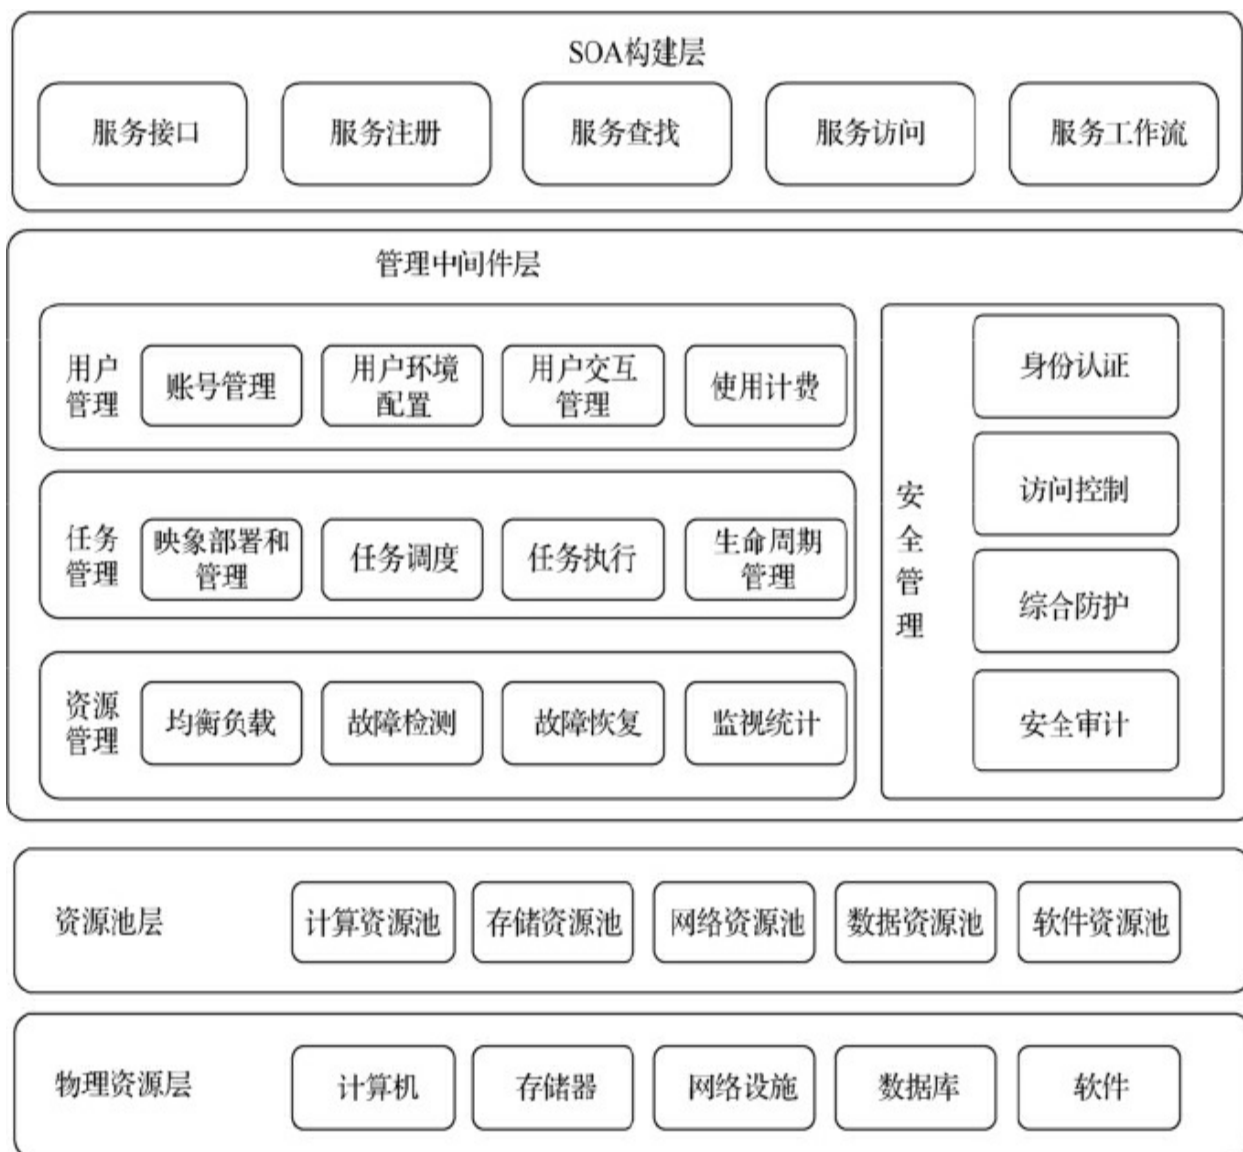 SOA构建层
服务接口
服务注册
服务查找
服务访问
服务工作流
管理中间件层
用户
管理
账号管理
用户环境
配置
用户交互
管理
使用计费
任务
管理
映象部署和
管理
任务调度
任务执行
生命周期
管理
资源
管理
均衡负载
故障检测
故障恢复
监视统计
安
全
管
理
身份认证
访问控制
综合防护
安全审计
资源池层
计算资源池
存储资源池
网络资源池
数据资源池
软件资源池
物理资源层
计算机
存储器
网络设施
数据库
软件